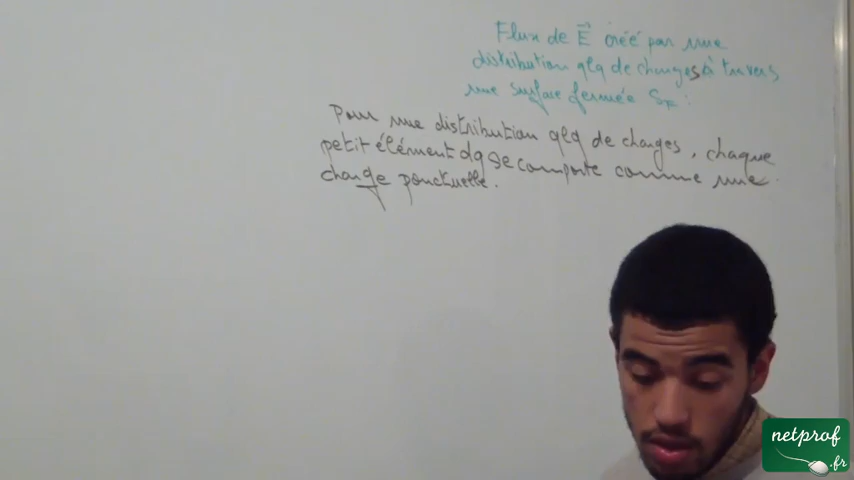 Flux de E⃗ créé par une
distribution qlq de charges à travers
une surface fermée SF :
Pour une distribution qlq de charges, chaque
petit élément dq se comporte comme une
charge ponctuelle.
netprof
.fr